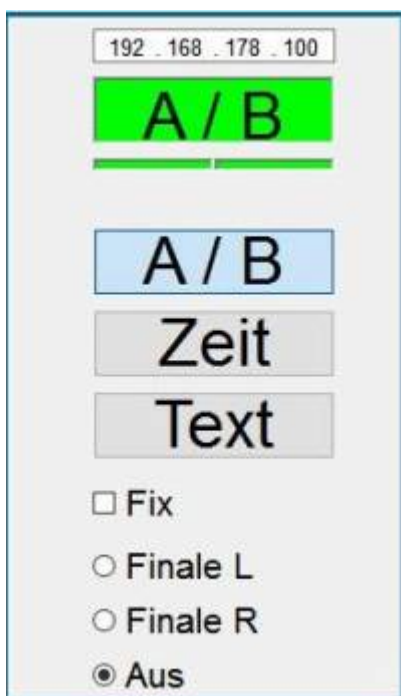 192 . 168 . 178 . 100
A / B
A / B
Zeit
Text
Fix
Finale L
Finale R
Aus